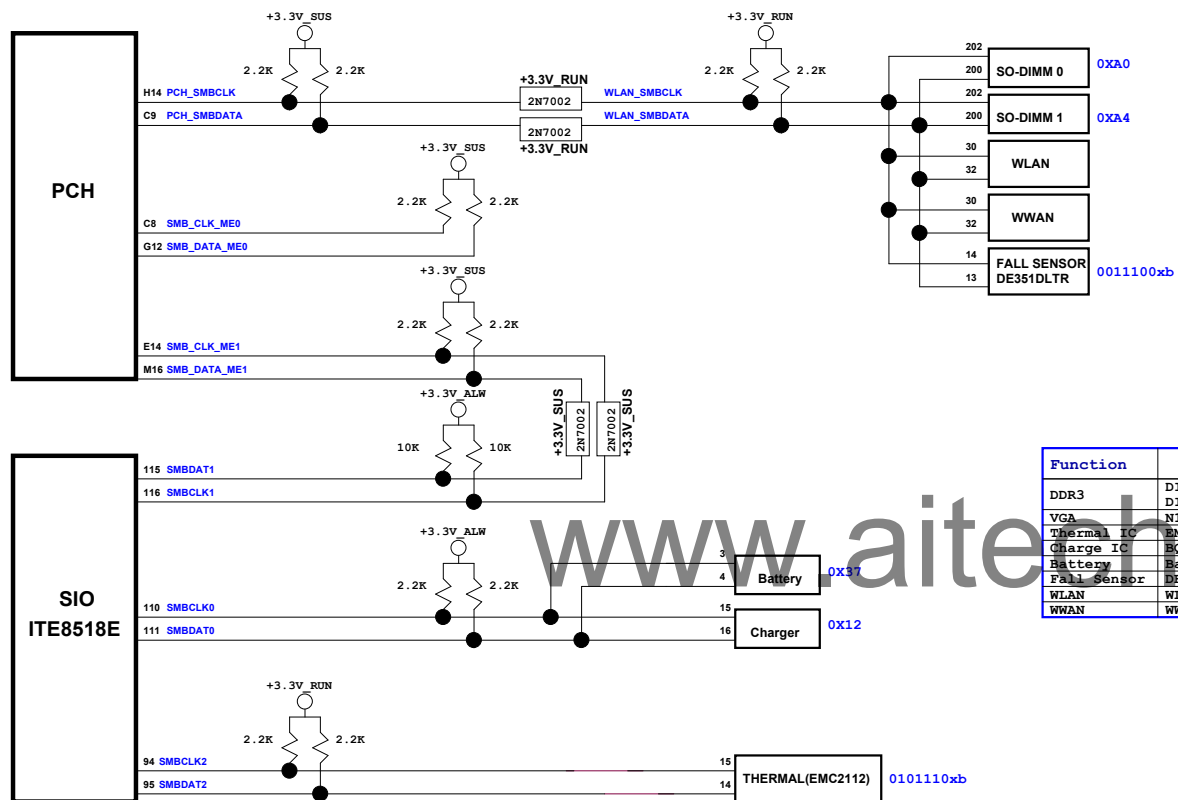 +3.3V_SUS
+3.3V_RUN
2.2K 2.2K
+3.3V_RUN
2.2K 2.2K
202
200
SO-DIMM 0
0XA0
H14 PCH_SMBCLK
2N7002
WLAN_SMBCLK
202
C9 PCH_SMBDATA
2N7002
WLAN_SMBDATA
200
SO-DIMM 1
0XA4
+3.3V_RUN
+3.3V_SUS
30
32
WLAN
PCH
2.2K 2.2K
30
32
WWAN
C8 SMB_CLK_ME0
G12 SMB_DATA_ME0
14
13
FALL SENSOR
DE351DLTR
0011100xb
+3.3V_SUS
2.2K 2.2K
E14 SMB_CLK_ME1
M16 SMB_DATA_ME1
+3.3V_ALW
+3.3V_SUS
2N7002
2N7002
+3.3V_SUS
10K 10K
115 SMBDAT1
116 SMBCLK1
Function
DDR3
VGA
Thermal IC
Charge IC
Battery
Fall Sensor
WLAN
WWAN
www.aitech
+3.3V_ALW
2.2K 2.2K
3
4
Battery
0X37
SIO
ITE8518E
110 SMBCLK0
111 SMBDAT0
15
16
Charger
0X12
+3.3V_RUN
2.2K 2.2K
94 SMBCLK2
95 SMBDAT2
15
14
THERMAL(EMC2112)
0101110xb